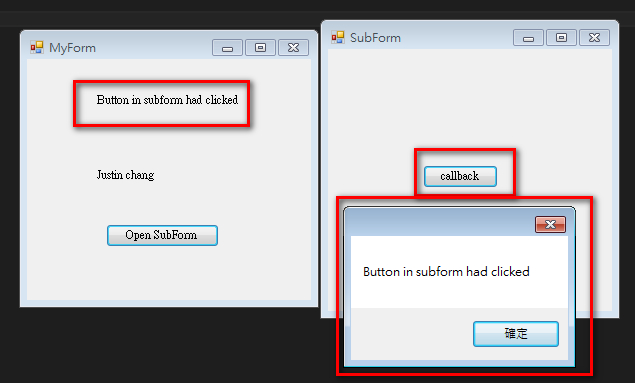 MyForm
Button in subform had clicked
Justin chang
Open SubForm
SubForm
callback
Button in subform had clicked
確定